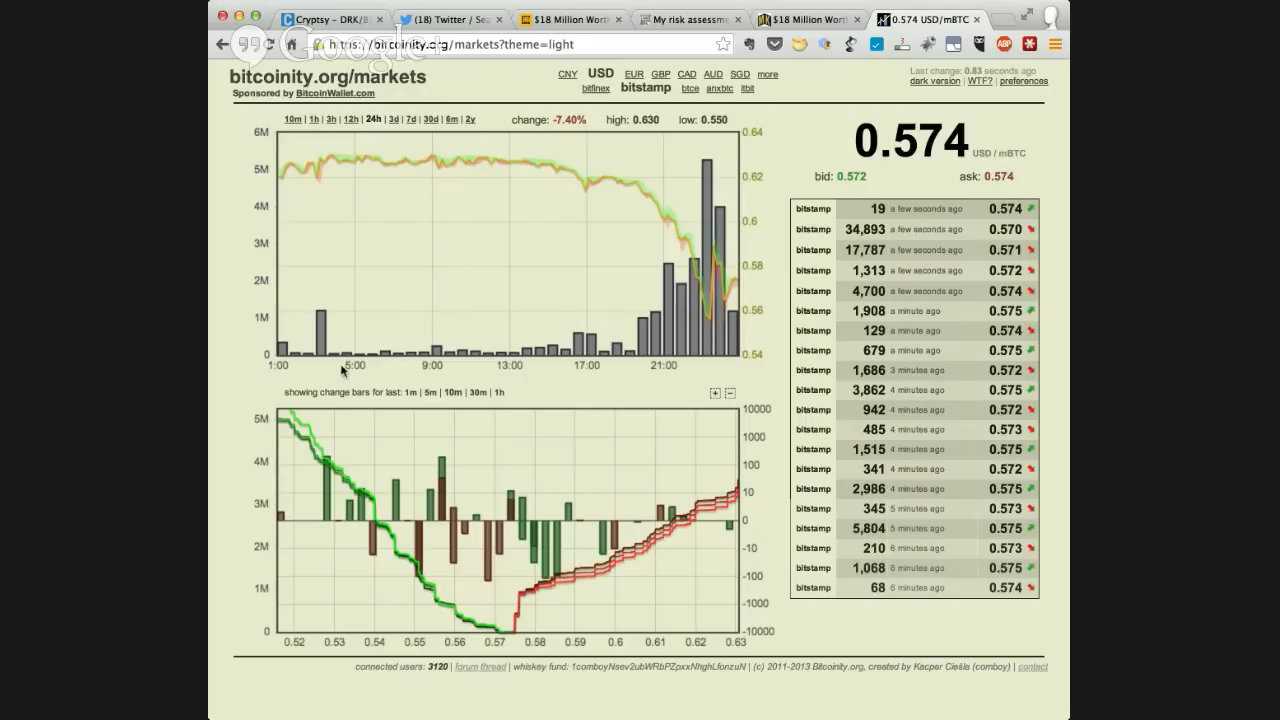 Cryptsy - DRK/B
(18) Twitter / Sea
$18 Million Wort
My risk assessm
$18 Million Wort
0.574 USD/mBTC
Google+
https://bitcoinity.org/markets?theme=light
ABP
bitcoinity.org/markets
Sponsored by BitcoinWallet.com
CNY USD EUR GBP CAD AUD SGD more
bitfinex bitstamp btce anxbtc itbit
Last change: 0.83 seconds ago
dark version | WTF? | preferences
10m | 1h | 3h | 12h | 24h | 3d | 7d | 30d | 6m | 2y
change: -7.40% high: 0.630 low: 0.550
6M
5M
4M
3M
2M
1M
0
0.64
0.62
0.6
0.58
0.56
0.54
1:00 5:00 9:00 13:00 17:00 21:00
0.574 USD / mBTC
bid: 0.572 ask: 0.574
bitstamp 19 a few seconds ago 0.574
bitstamp 34,893 a few seconds ago 0.570
bitstamp 17,787 a few seconds ago 0.571
bitstamp 1,313 a few seconds ago 0.572
bitstamp 4,700 a few seconds ago 0.574
bitstamp 1,908 a minute ago 0.575
bitstamp 129 a minute ago 0.574
bitstamp 679 a minute ago 0.575
bitstamp 1,686 3 minutes ago 0.572
bitstamp 3,862 4 minutes ago 0.575
bitstamp 942 4 minutes ago 0.572
bitstamp 485 4 minutes ago 0.573
bitstamp 1,515 4 minutes ago 0.575
bitstamp 341 4 minutes ago 0.572
bitstamp 2,986 4 minutes ago 0.575
bitstamp 345 5 minutes ago 0.573
bitstamp 5,804 5 minutes ago 0.575
bitstamp 210 6 minutes ago 0.573
bitstamp 1,068 6 minutes ago 0.575
bitstamp 68 6 minutes ago 0.574
showing change bars for last: 1m | 5m | 10m | 30m | 1h
+ −
5M
4M
3M
2M
1M
0
10000
1000
100
10
0
-10
-100
-1000
-10000
0.52 0.53 0.54 0.55 0.56 0.57 0.58 0.59 0.6 0.61 0.62 0.63
connected users: 3120 | forum thread | whiskey fund: 1comboyNsev2ubWRbPZpxxNhghLfonzuN | (c) 2011-2013 Bitcoinity.org, created by Kacper Cieśla (comboy) | contact